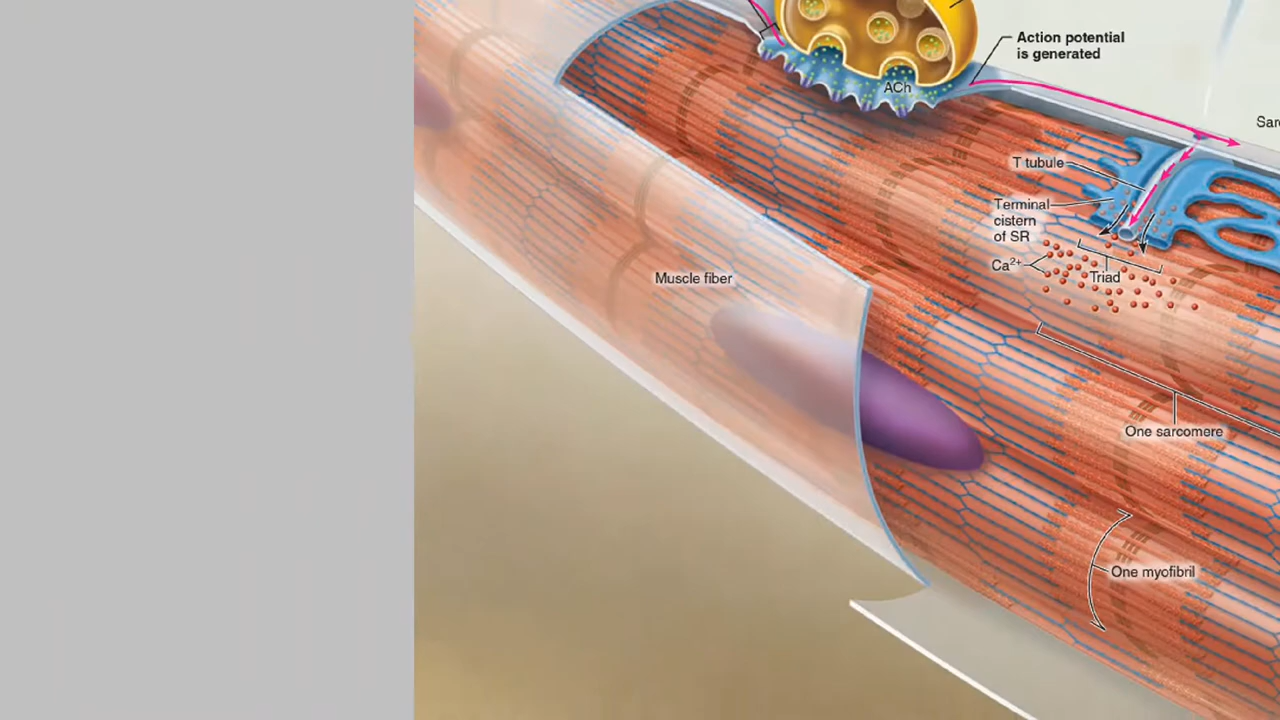 Action potential
is generated
ACh
T tubule
Terminal
cistern
of SR
Ca2+
Triad
Muscle fiber
One sarcomere
One myofibril